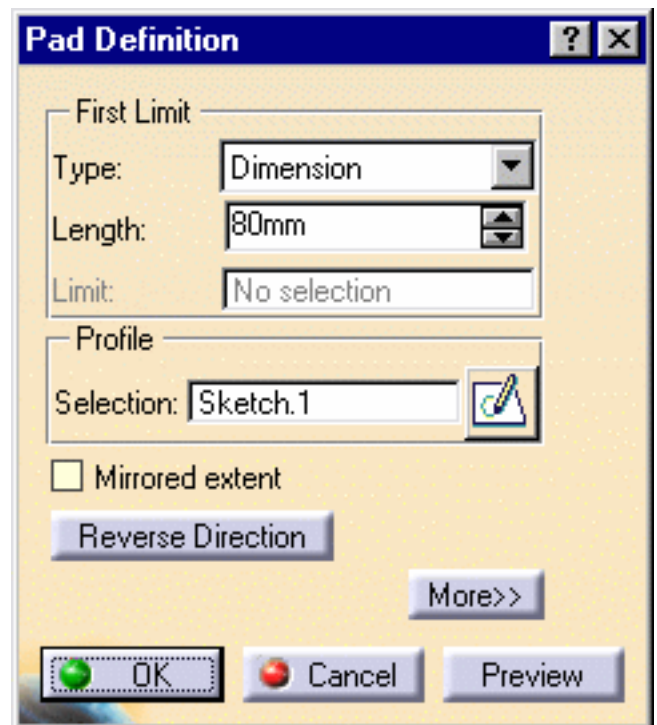 Pad Definition ? X
First Limit
Type: Dimension
Length: 80mm
Limit: No selection
Profile
Selection: Sketch.1
Mirrored extent
Reverse Direction
More>>
OK Cancel Preview